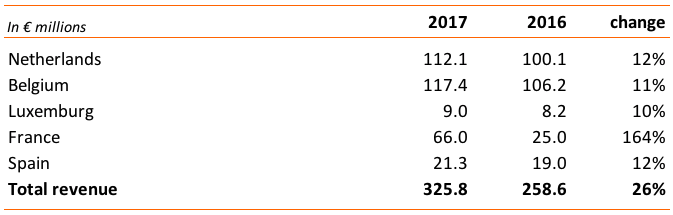 In € millions 2017 2016 change
Netherlands 112.1 100.1 12%
Belgium 117.4 106.2 11%
Luxemburg 9.0 8.2 10%
France 66.0 25.0 164%
Spain 21.3 19.0 12%
Total revenue 325.8 258.6 26%